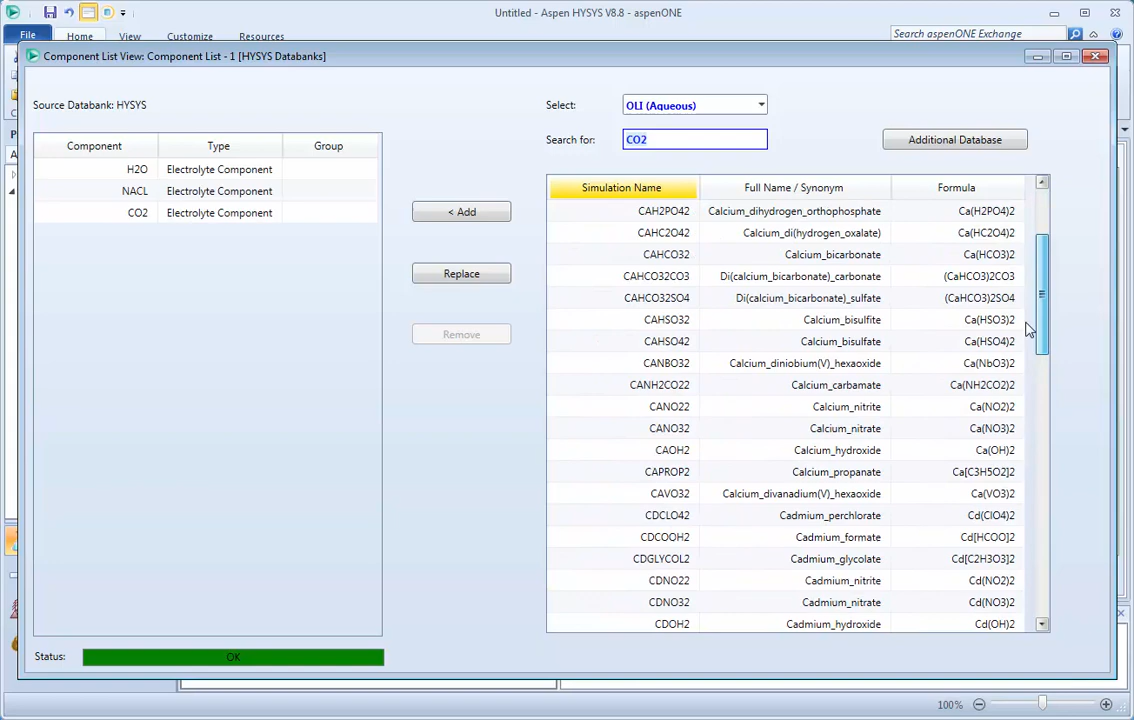 Untitled - Aspen HYSYS V8.8 - aspenONE
File Home View Customize Resources
Search aspenONE Exchange
Component List View: Component List - 1 [HYSYS Databanks]
Source Databank: HYSYS
Select: OLI (Aqueous)
Search for: CO2
Additional Database
Component Type Group
H2O Electrolyte Component
NACL Electrolyte Component
CO2 Electrolyte Component
< Add
Replace
Remove
Simulation Name Full Name / Synonym Formula
CAH2PO42 Calcium_dihydrogen_orthophosphate Ca(H2PO4)2
CAHC2O42 Calcium_di(hydrogen_oxalate) Ca(HC2O4)2
CAHCO32 Calcium_bicarbonate Ca(HCO3)2
CAHCO32CO3 Di(calcium_bicarbonate)_carbonate (CaHCO3)2CO3
CAHCO32SO4 Di(calcium_bicarbonate)_sulfate (CaHCO3)2SO4
CAHSO32 Calcium_bisulfite Ca(HSO3)2
CAHSO42 Calcium_bisulfate Ca(HSO4)2
CANBO32 Calcium_diniobium(V)_hexaoxide Ca(NbO3)2
CANH2CO22 Calcium_carbamate Ca(NH2CO2)2
CANO22 Calcium_nitrite Ca(NO2)2
CANO32 Calcium_nitrate Ca(NO3)2
CAOH2 Calcium_hydroxide Ca(OH)2
CAPROP2 Calcium_propanate Ca[C3H5O2]2
CAVO32 Calcium_divanadium(V)_hexaoxide Ca(VO3)2
CDCLO42 Cadmium_perchlorate Cd(ClO4)2
CDCOOH2 Cadmium_formate Cd[HCOO]2
CDGLYCOL2 Cadmium_glycolate Cd[C2H3O3]2
CDNO22 Cadmium_nitrite Cd(NO2)2
CDNO32 Cadmium_nitrate Cd(NO3)2
CDOH2 Cadmium_hydroxide Cd(OH)2
Status: OK
100%